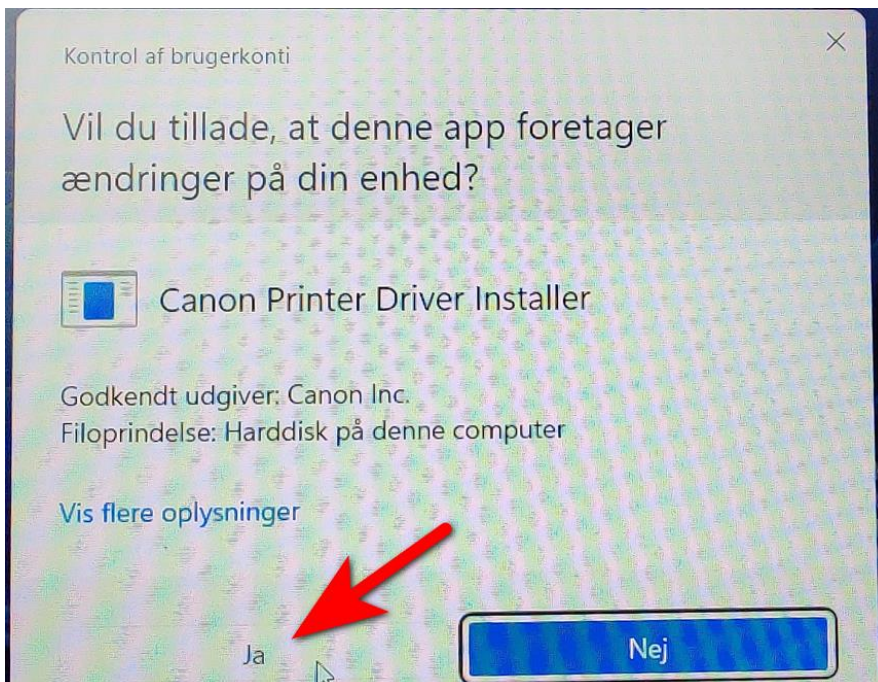 Kontrol af brugerkonti
Vil du tillade, at denne app foretager
ændringer på din enhed?
Canon Printer Driver Installer
Godkendt udgiver: Canon Inc.
Filoprindelse: Harddisk på denne computer
Vis flere oplysninger
Ja
Nej